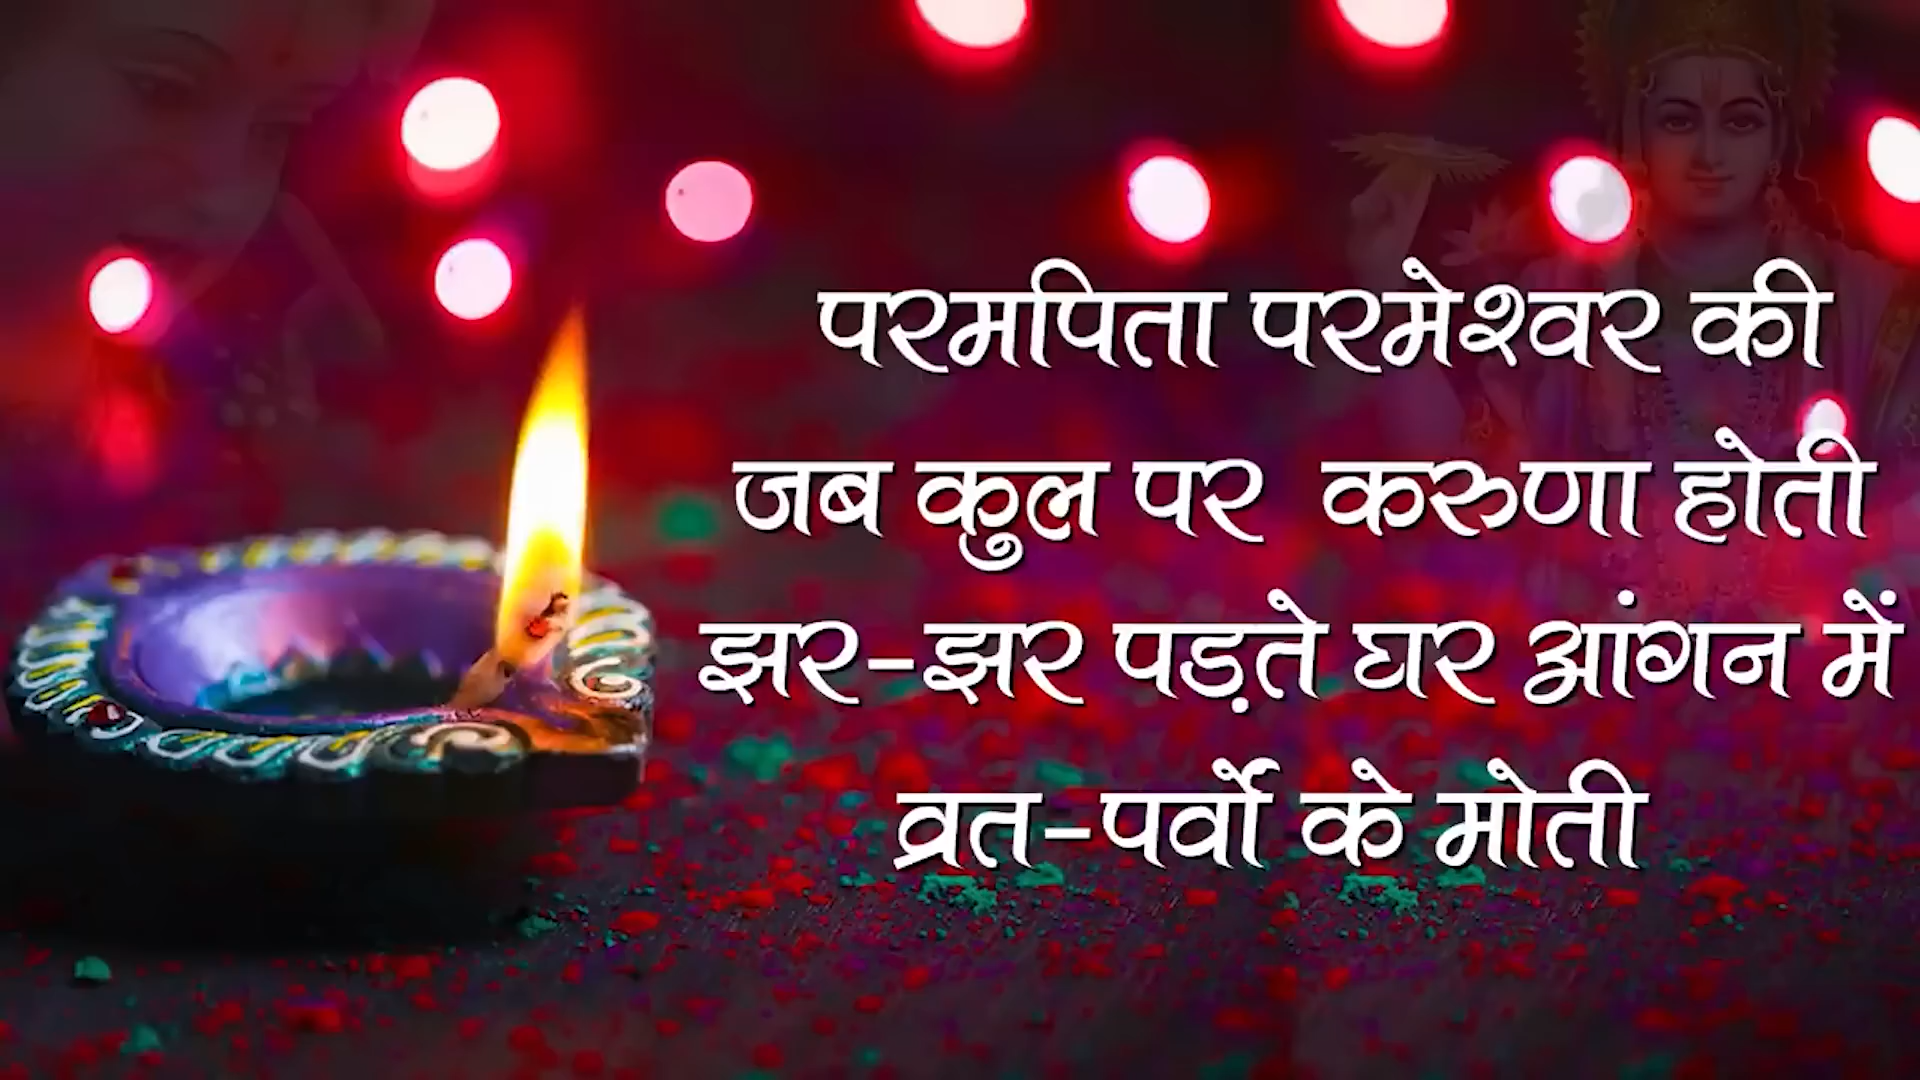 परमपिता परमेश्वर की
जब कुल पर करुणा होती
झर-झर पड़ते घर आंगन में
व्रत-पर्वो के मोती